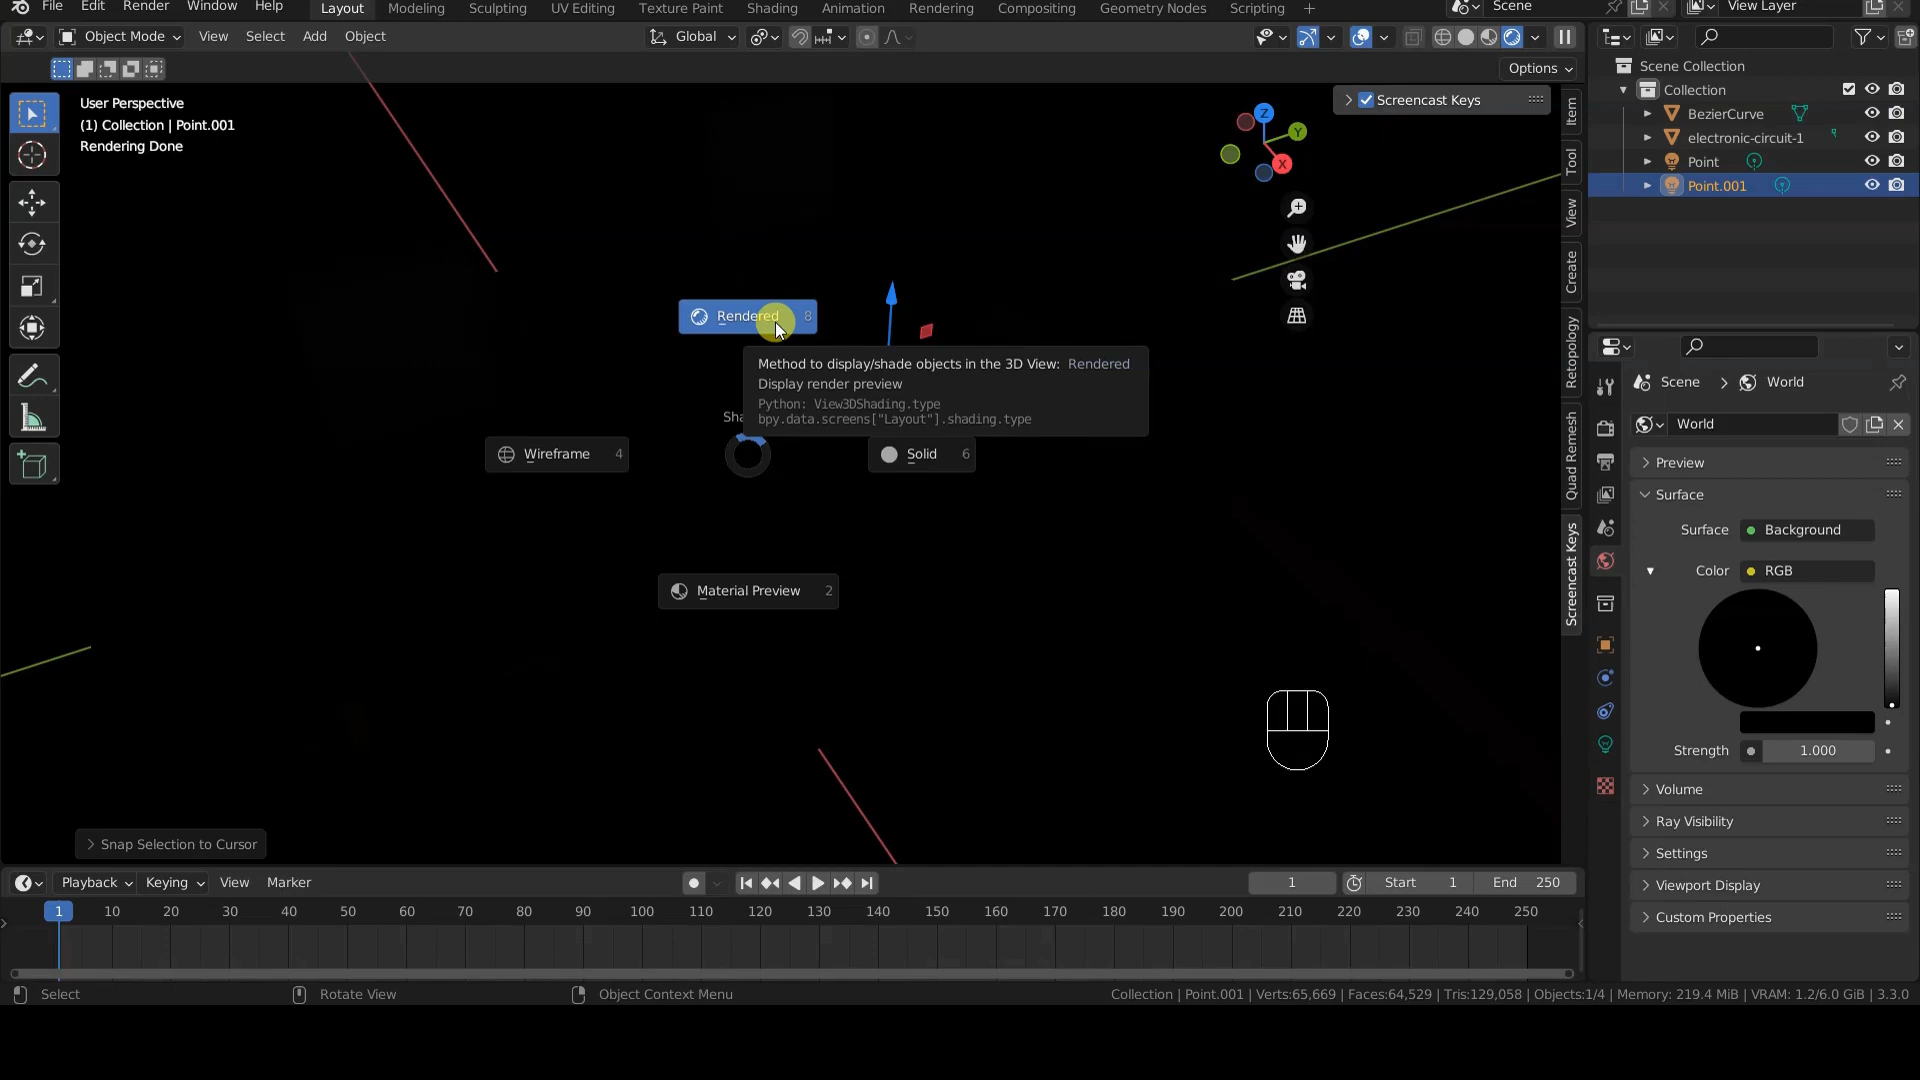 File Edit Render Window Help Layout Modeling Sculpting UV Editing Texture Paint Shading Animation Rendering Compositing Geometry Nodes Scripting + Scene View Layer
Object Mode View Select Add Object Global
Options
User Perspective
(1) Collection | Point.001
Rendering Done
Screencast Keys
Z
Y
X
Item
Tool
View
Create
Retopology
Quad Remesh
Screencast Keys
Scene Collection
Collection
BezierCurve
electronic-circuit-1
Point
Point.001
Rendered 8
Method to display/shade objects in the 3D View: Rendered
Display render preview
Python: View3DShading.type
bpy.data.screens["Layout"].shading.type
Wireframe 4
Solid 6
Material Preview 2
Scene > World
World
Preview
Surface
Surface Background
Color RGB
Strength 1.000
Volume
Ray Visibility
Settings
Viewport Display
Custom Properties
Snap Selection to Cursor
Playback Keying View Marker 1 Start 1 End 250
1 10 20 30 40 50 60 70 80 90 100 110 120 130 140 150 160 170 180 190 200 210 220 230 240 250
Select Rotate View Object Context Menu Collection | Point.001 | Verts:65,669 | Faces:64,529 | Tris:129,058 | Objects:1/4 | Memory: 219.4 MiB | VRAM: 1.2/6.0 GiB | 3.3.0